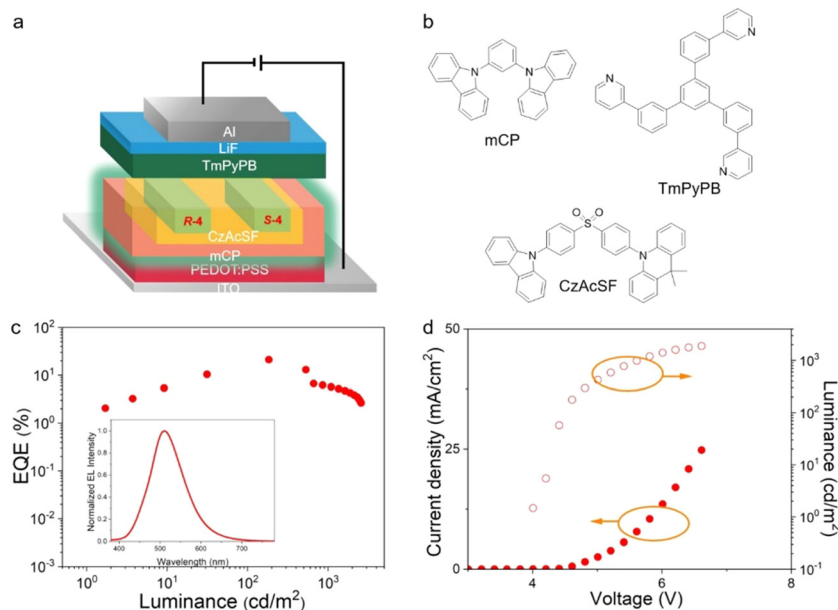 a
Al
LiF
TmPyPB
R-4
S-4
CzAcSF
mCP
PEDOT:PSS
ITO
b
N
N
mCP
N
N
N
TmPyPB
O
O
S
N
N
CzAcSF
c
10²
10¹
10⁰
10⁻¹
10⁻²
10⁻³
EQE (%)
10⁰
10¹
10²
10³
Luminance (cd/m²)
1.0
0.8
0.6
0.4
0.2
0.0
Normalized EL Intensity
400
500
600
700
Wavelength (nm)
d
50
25
0
Current density (mA/cm²)
4
6
8
Voltage (V)
10⁴
10³
10²
10¹
10⁰
10⁻¹
Luminance (cd/m²)